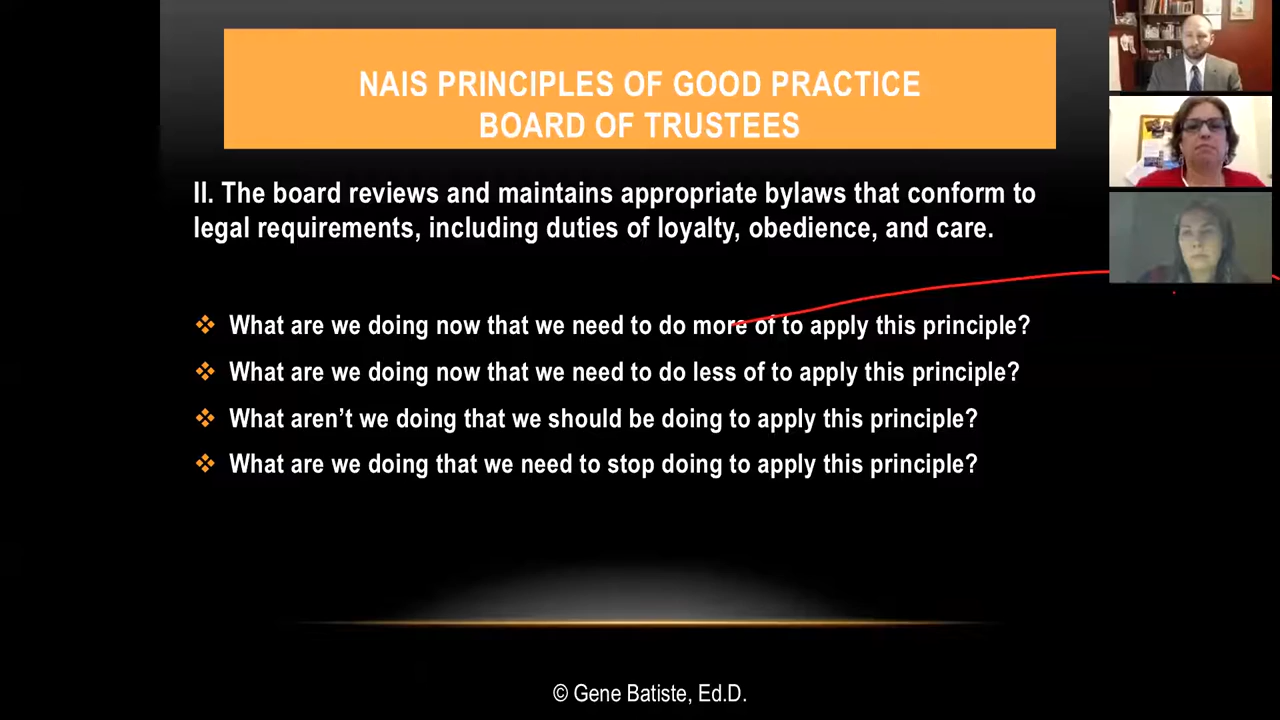 NAIS PRINCIPLES OF GOOD PRACTICE
BOARD OF TRUSTEES
II. The board reviews and maintains appropriate bylaws that conform to
legal requirements, including duties of loyalty, obedience, and care.
What are we doing now that we need to do more of to apply this principle?
What are we doing now that we need to do less of to apply this principle?
What aren’t we doing that we should be doing to apply this principle?
What are we doing that we need to stop doing to apply this principle?
© Gene Batiste, Ed.D.